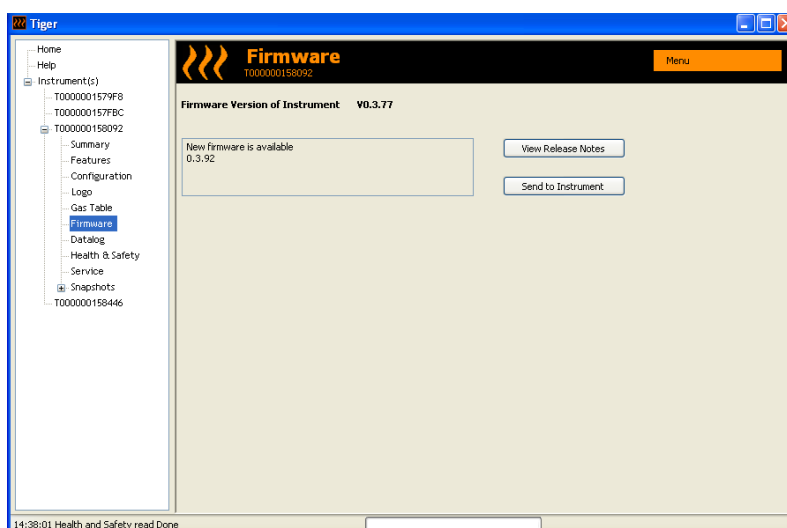 Tiger
Home
Help
Instrument(s)
T0000001579F8
T0000000157FBC
T000000158092
Summary
Features
Configuration
Logo
Gas Table
Firmware
Datalog
Health & Safety
Service
Snapshots
T000000158446
Firmware
T000000158092
Menu
Firmware Version of Instrument V0.3.77
New firmware is available
0.3.92
View Release Notes
Send to Instrument
14:38:01 Health and Safety read Done